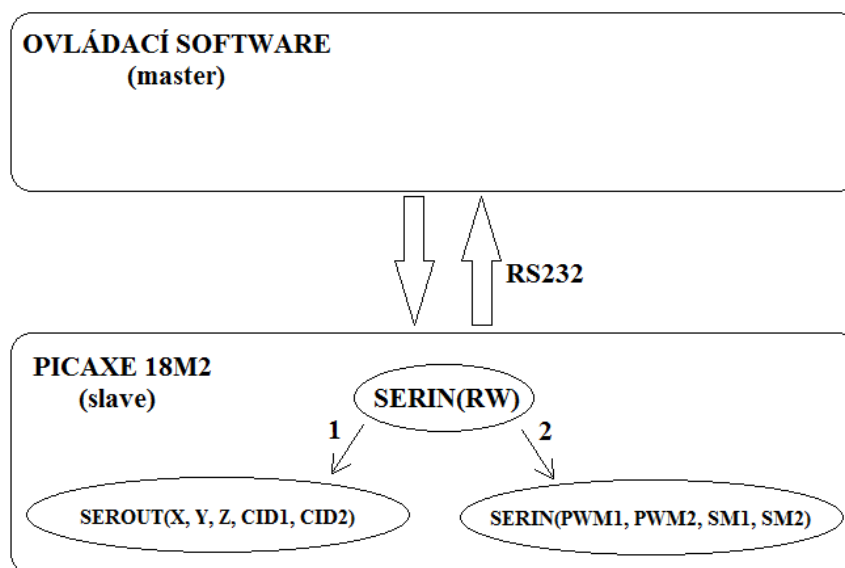 OVLÁDACÍ SOFTWARE
(master)
RS232
PICAXE 18M2
(slave)
SERIN(RW)
1
2
SEROUT(X, Y, Z, CID1, CID2)
SERIN(PWM1, PWM2, SM1, SM2)